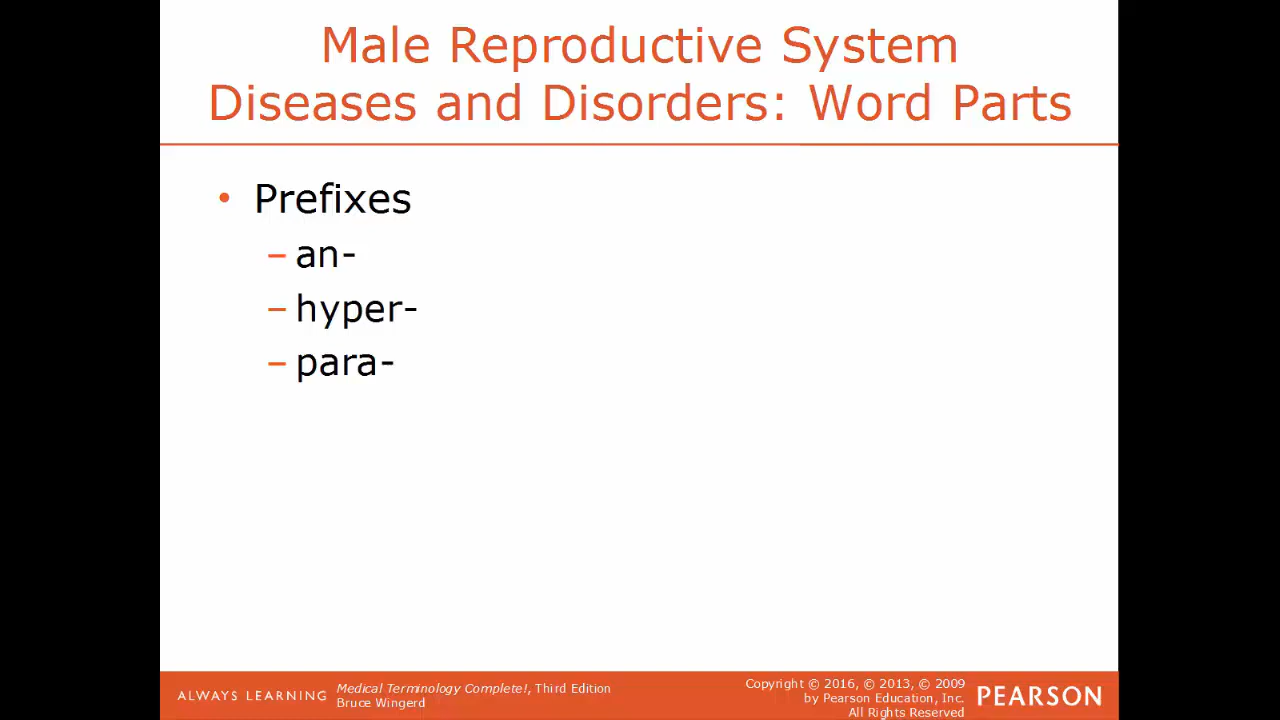 Male Reproductive System
Diseases and Disorders: Word Parts
• Prefixes
– an-
– hyper-
– para-
ALWAYS LEARNING
Medical Terminology Complete!, Third Edition
Bruce Wingerd
Copyright © 2016, © 2013, © 2009
by Pearson Education, Inc.
All Rights Reserved
PEARSON